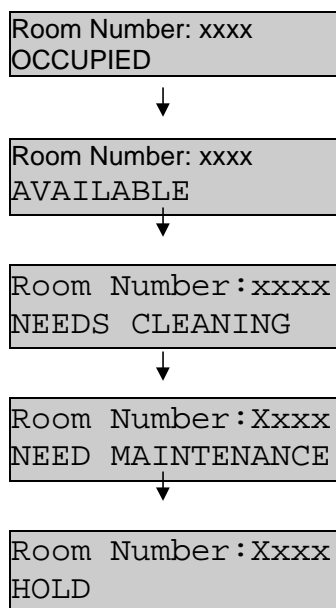 Room Number: xxxx
OCCUPIED
Room Number: xxxx
AVAILABLE
Room Number:xxxx
NEEDS CLEANING
Room Number:Xxxx
NEED MAINTENANCE
Room Number:Xxxx
HOLD